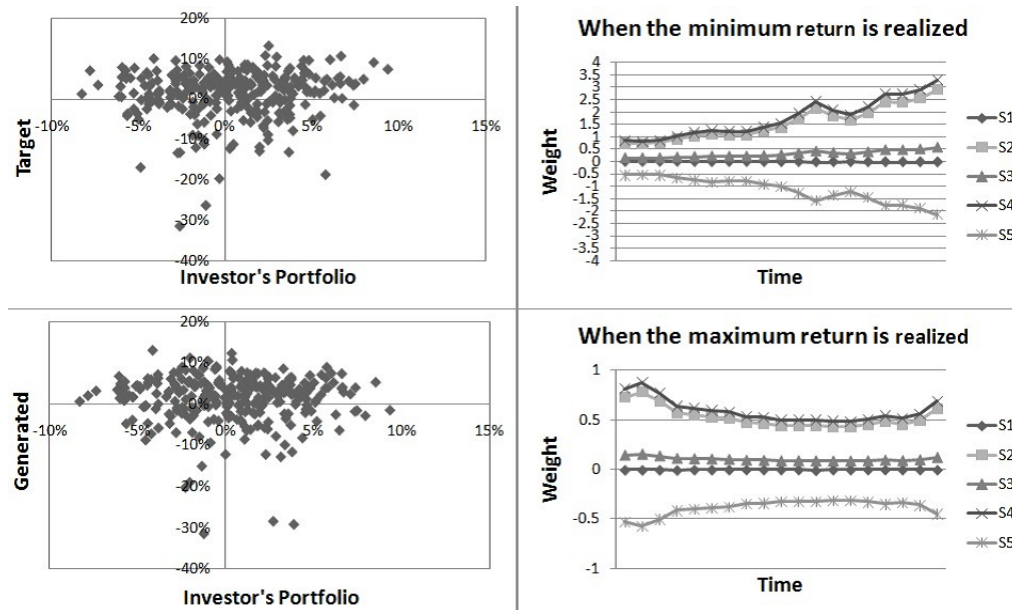 20%
10%
0%
-10%
-5%
0%
5%
10%
15%
-10%
-20%
-30%
-40%
Target
Investor's Portfolio
When the minimum return is realized
4
3.5
3
2.5
2
1.5
1
0.5
0
-0.5
-1
-1.5
-2
-2.5
-3
-3.5
-4
Weight
Time
S1
S2
S3
S4
S5
20%
10%
0%
-10%
-5%
0%
5%
10%
15%
-10%
-20%
-30%
-40%
Generated
Investor's Portfolio
When the maximum return is realized
1
0.5
0
-0.5
-1
Weight
Time
S1
S2
S3
S4
S5